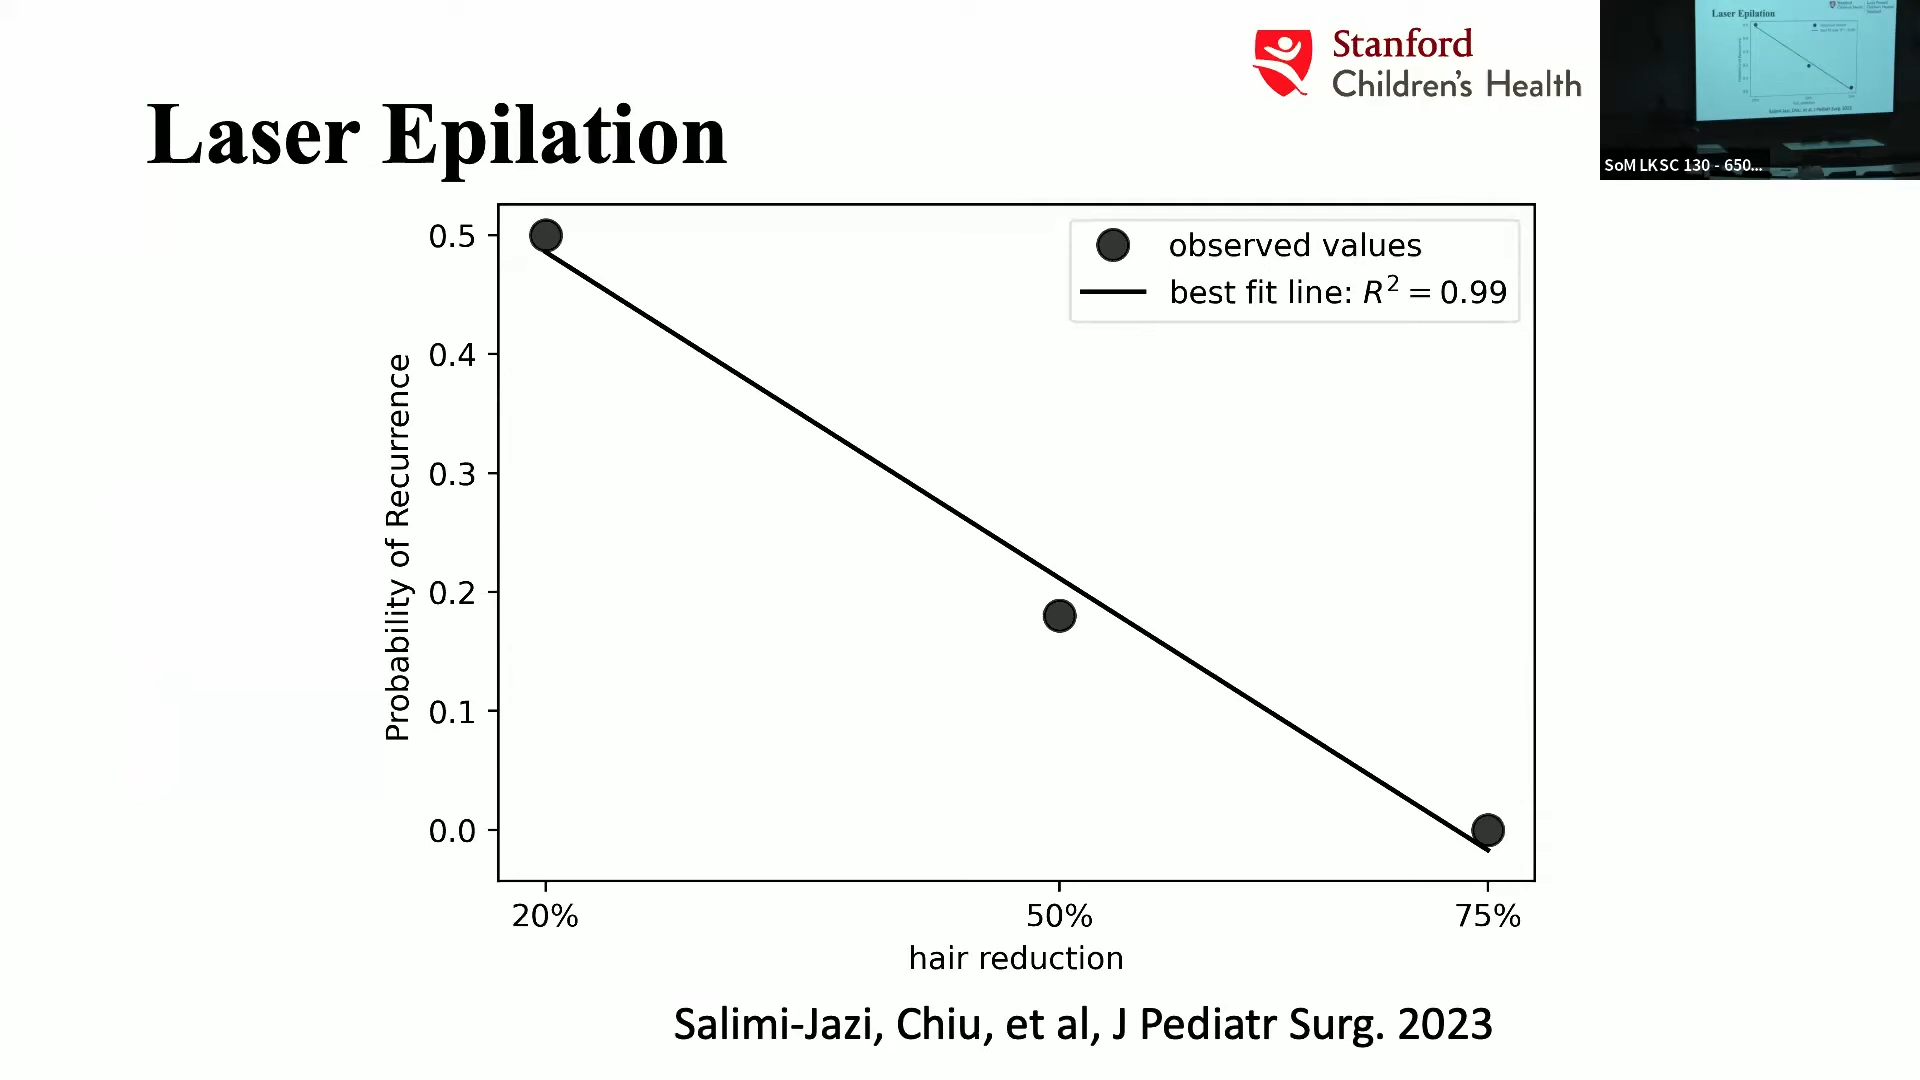 Stanford
Children's Health
Laser Epilation
SoM LKSC 130 - 650...
Laser Epilation
0.5
0.4
0.3
0.2
0.1
0.0
Probability of Recurrence
observed values
best fit line: R² = 0.99
20% 50% 75%
hair reduction
Salimi-Jazi, Chiu, et al, J Pediatr Surg. 2023